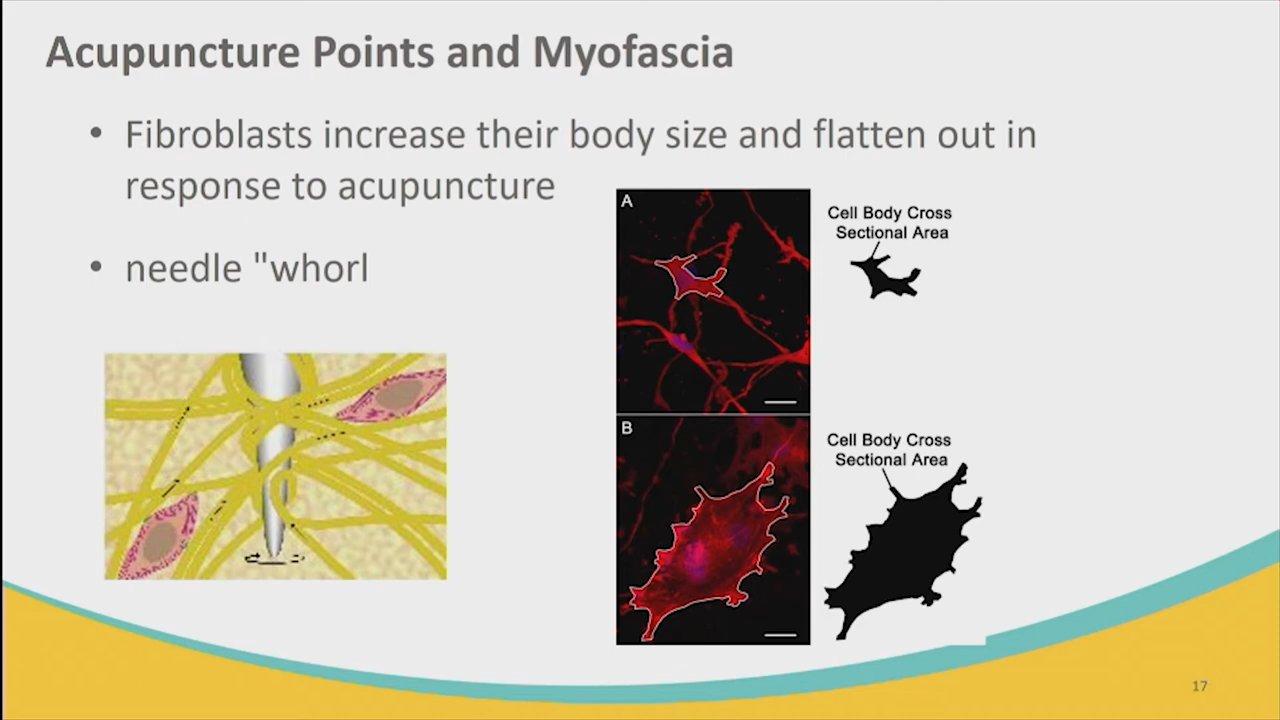 Acupuncture Points and Myofascia
• Fibroblasts increase their body size and flatten out in
response to acupuncture
• needle "whorl
A
Cell Body Cross
Sectional Area
B
Cell Body Cross
Sectional Area
17